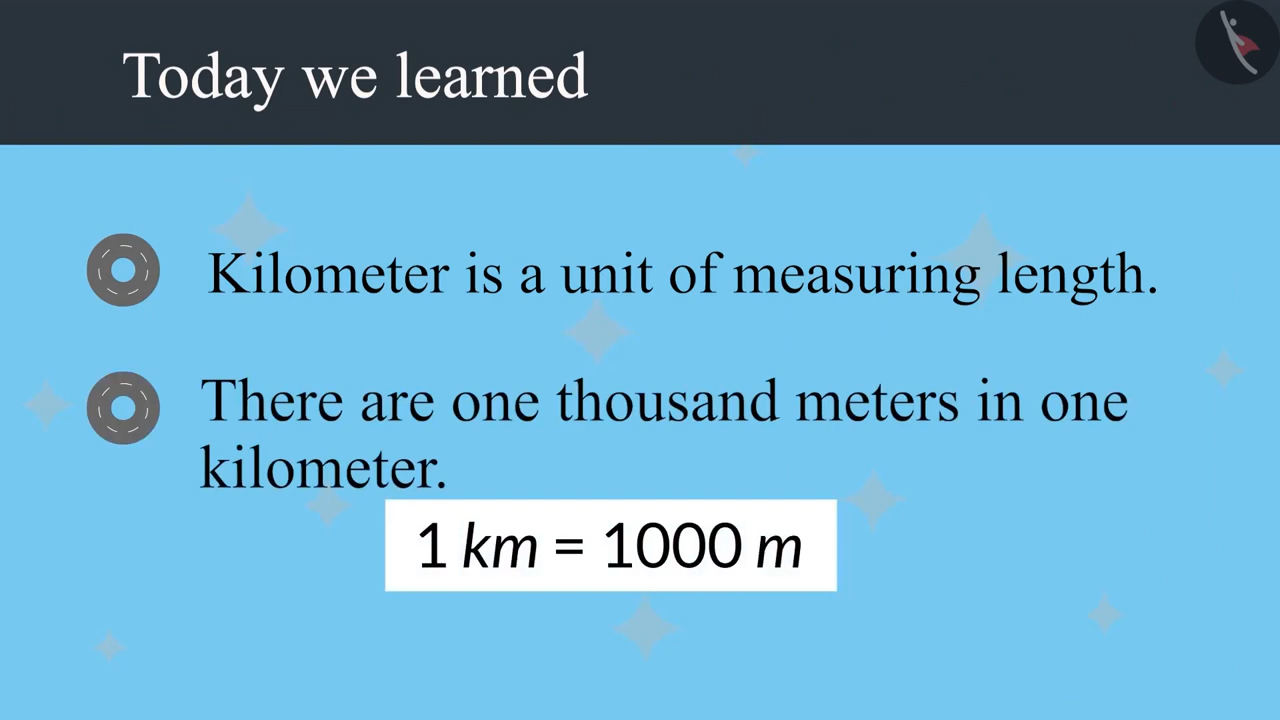 Today we learned
Kilometer is a unit of measuring length.
There are one thousand meters in one
kilometer.
1 km = 1000 m